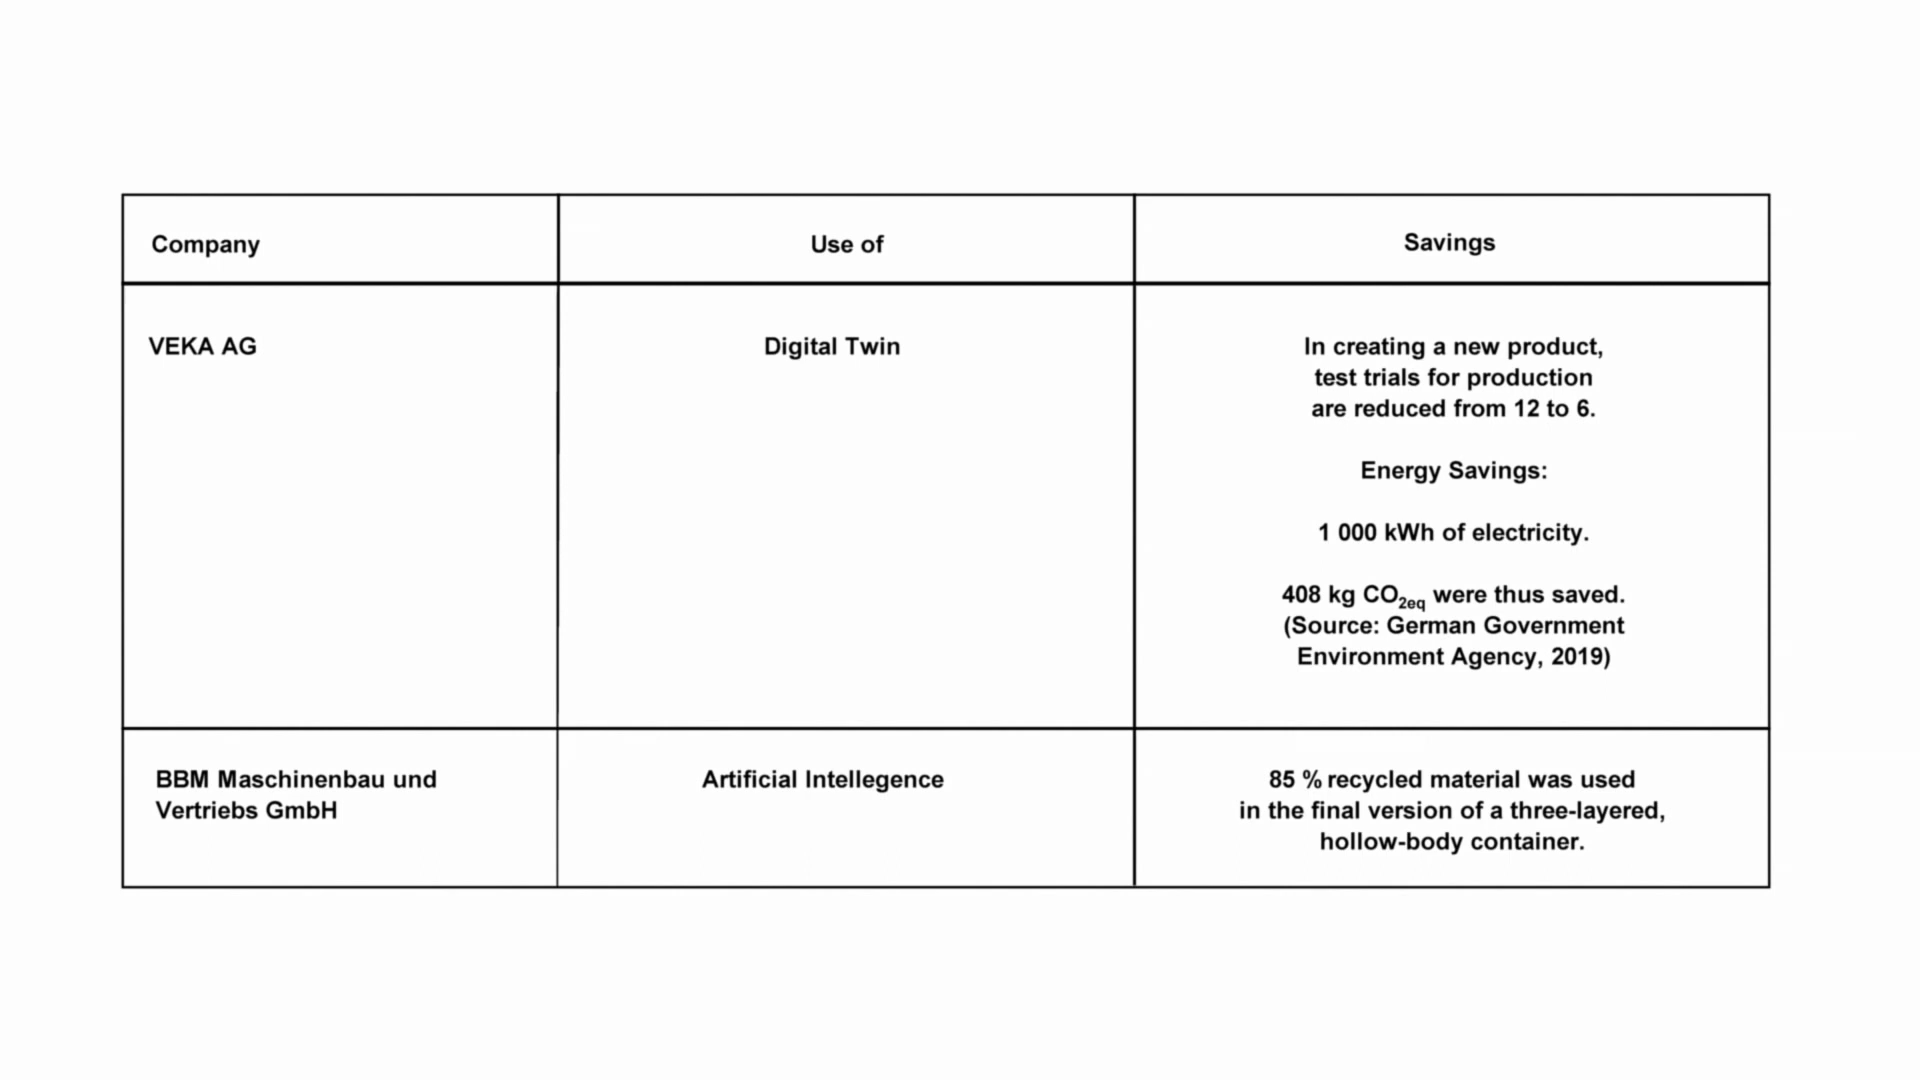 Company
Use of
Savings
VEKA AG
Digital Twin
In creating a new product,
test trials for production
are reduced from 12 to 6.
Energy Savings:
1 000 kWh of electricity.
408 kg CO2eq were thus saved.
(Source: German Government
Environment Agency, 2019)
BBM Maschinenbau und
Vertriebs GmbH
Artificial Intellegence
85 % recycled material was used
in the final version of a three-layered,
hollow-body container.